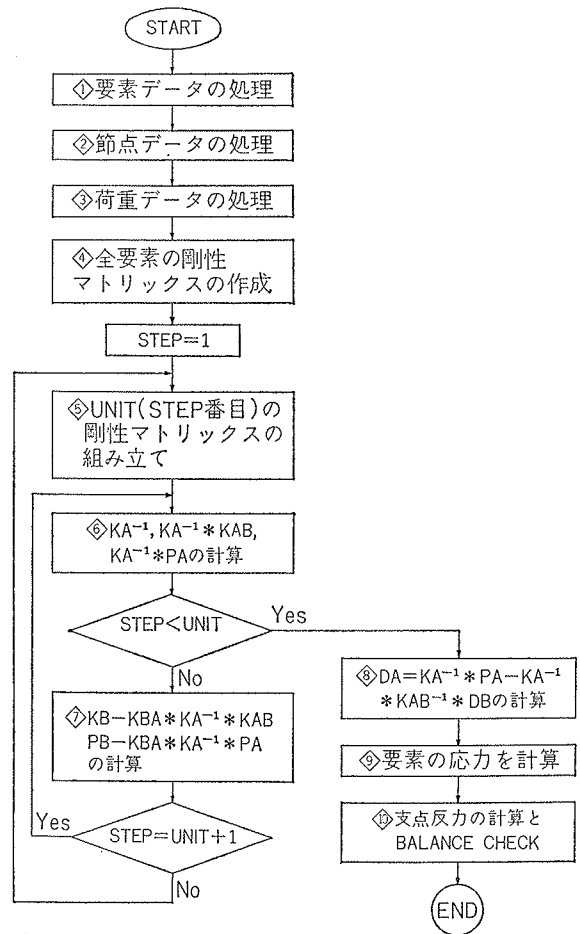 START
①要素データの処理
②節点データの処理
③荷重データの処理
④全要素の剛性
マトリックスの作成
STEP=1
⑤UNIT(STEP番目)の
剛性マトリックスの
組み立て
⑥KA⁻¹, KA⁻¹*KAB,
KA⁻¹*PAの計算
STEP<UNIT
Yes
No
⑦KB-KBA*KA⁻¹*KAB
PB-KBA*KA⁻¹*PA
の計算
STEP=UNIT+1
Yes
No
⑧DA=KA⁻¹*PA-KA⁻¹
*KAB⁻¹*DBの計算
⑨要素の応力を計算
⑩支点反力の計算と
BALANCE CHECK
END